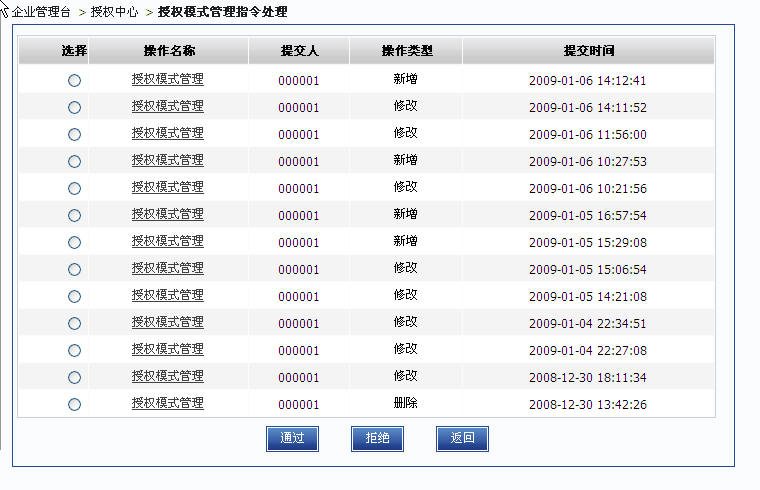 企业管理台 > 授权中心 > 授权模式管理指令处理
选择 操作名称 提交人 操作类型 提交时间
授权模式管理 000001 新增 2009-01-06 14:12:41
授权模式管理 000001 修改 2009-01-06 14:11:52
授权模式管理 000001 修改 2009-01-06 11:56:00
授权模式管理 000001 新增 2009-01-06 10:27:53
授权模式管理 000001 修改 2009-01-06 10:21:56
授权模式管理 000001 新增 2009-01-05 16:57:54
授权模式管理 000001 新增 2009-01-05 15:29:08
授权模式管理 000001 修改 2009-01-05 15:06:54
授权模式管理 000001 修改 2009-01-05 14:21:08
授权模式管理 000001 修改 2009-01-04 22:34:51
授权模式管理 000001 修改 2009-01-04 22:27:08
授权模式管理 000001 修改 2008-12-30 18:11:34
授权模式管理 000001 删除 2008-12-30 13:42:26
通过 拒绝 返回